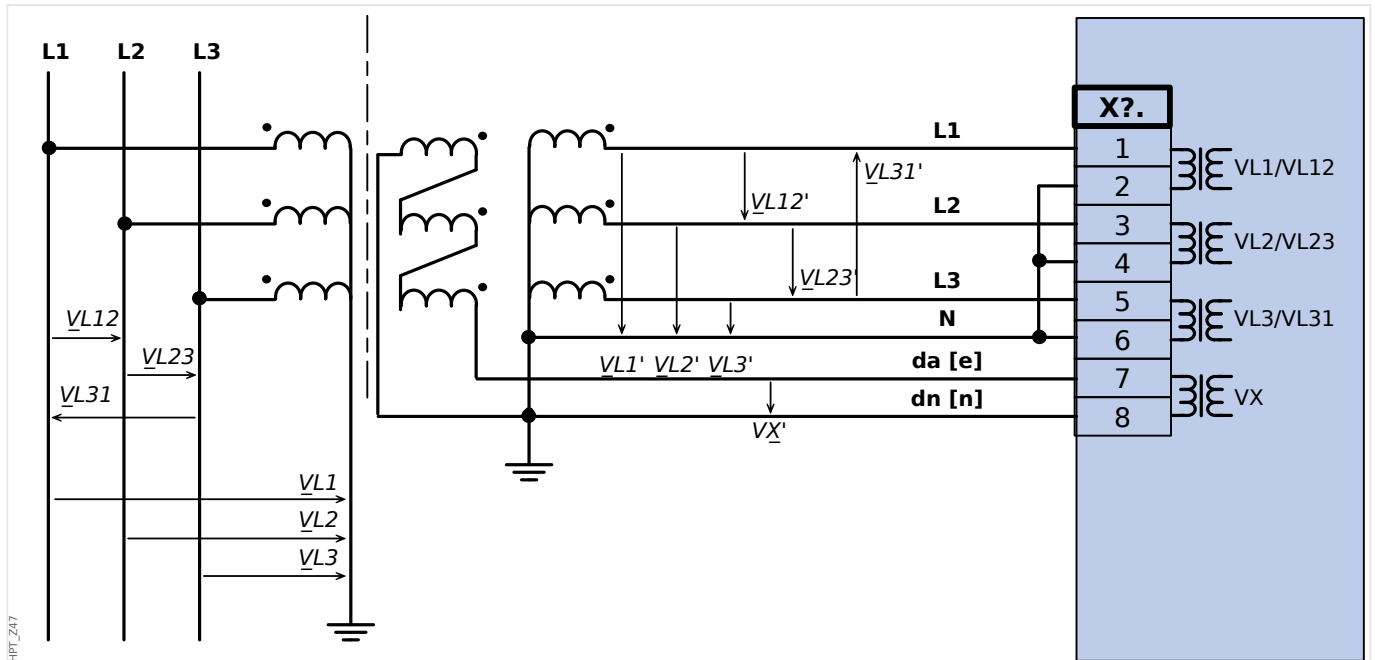 L1 L2 L3
X?.
L1
1
VL1/VL12
VL31'
2
VL12'
L2
3
VL2/VL23
4
VL23'
L3
5
VL12
N
VL3/VL31
6
VL23
VL1' VL2' VL3'
da [e]
7
VL31
dn [n]
VX
8
VX'
VL1
VL2
VL3
HPT_Z47